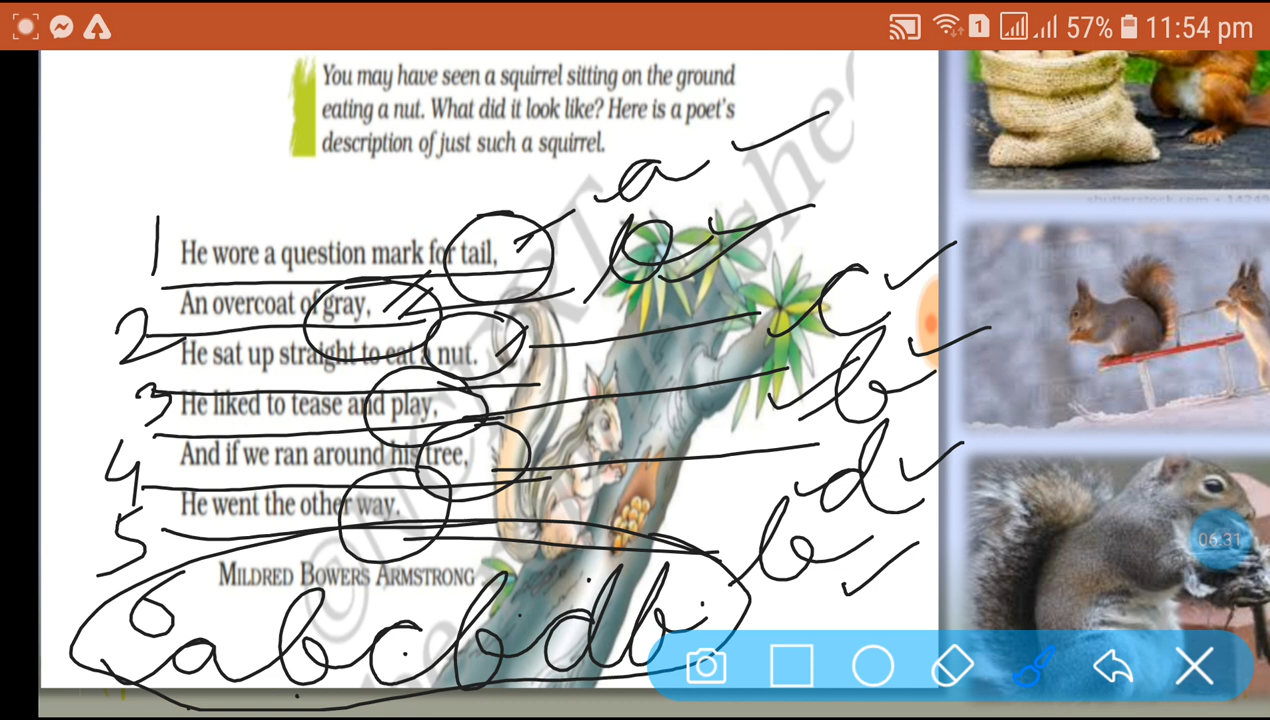 57% 11:54 pm
You may have seen a squirrel sitting on the ground
eating a nut. What did it look like? Here is a poet's
description of just such a squirrel.
a
1 He wore a question mark for tail, b
An overcoat of gray, c
2 He sat up straight to eat a nut. b
3 He liked to tease and play,
4 And if we ran around his tree, d
5 He went the other way. b
MILDRED BOWERS ARMSTRONG
abcbdb
06:31